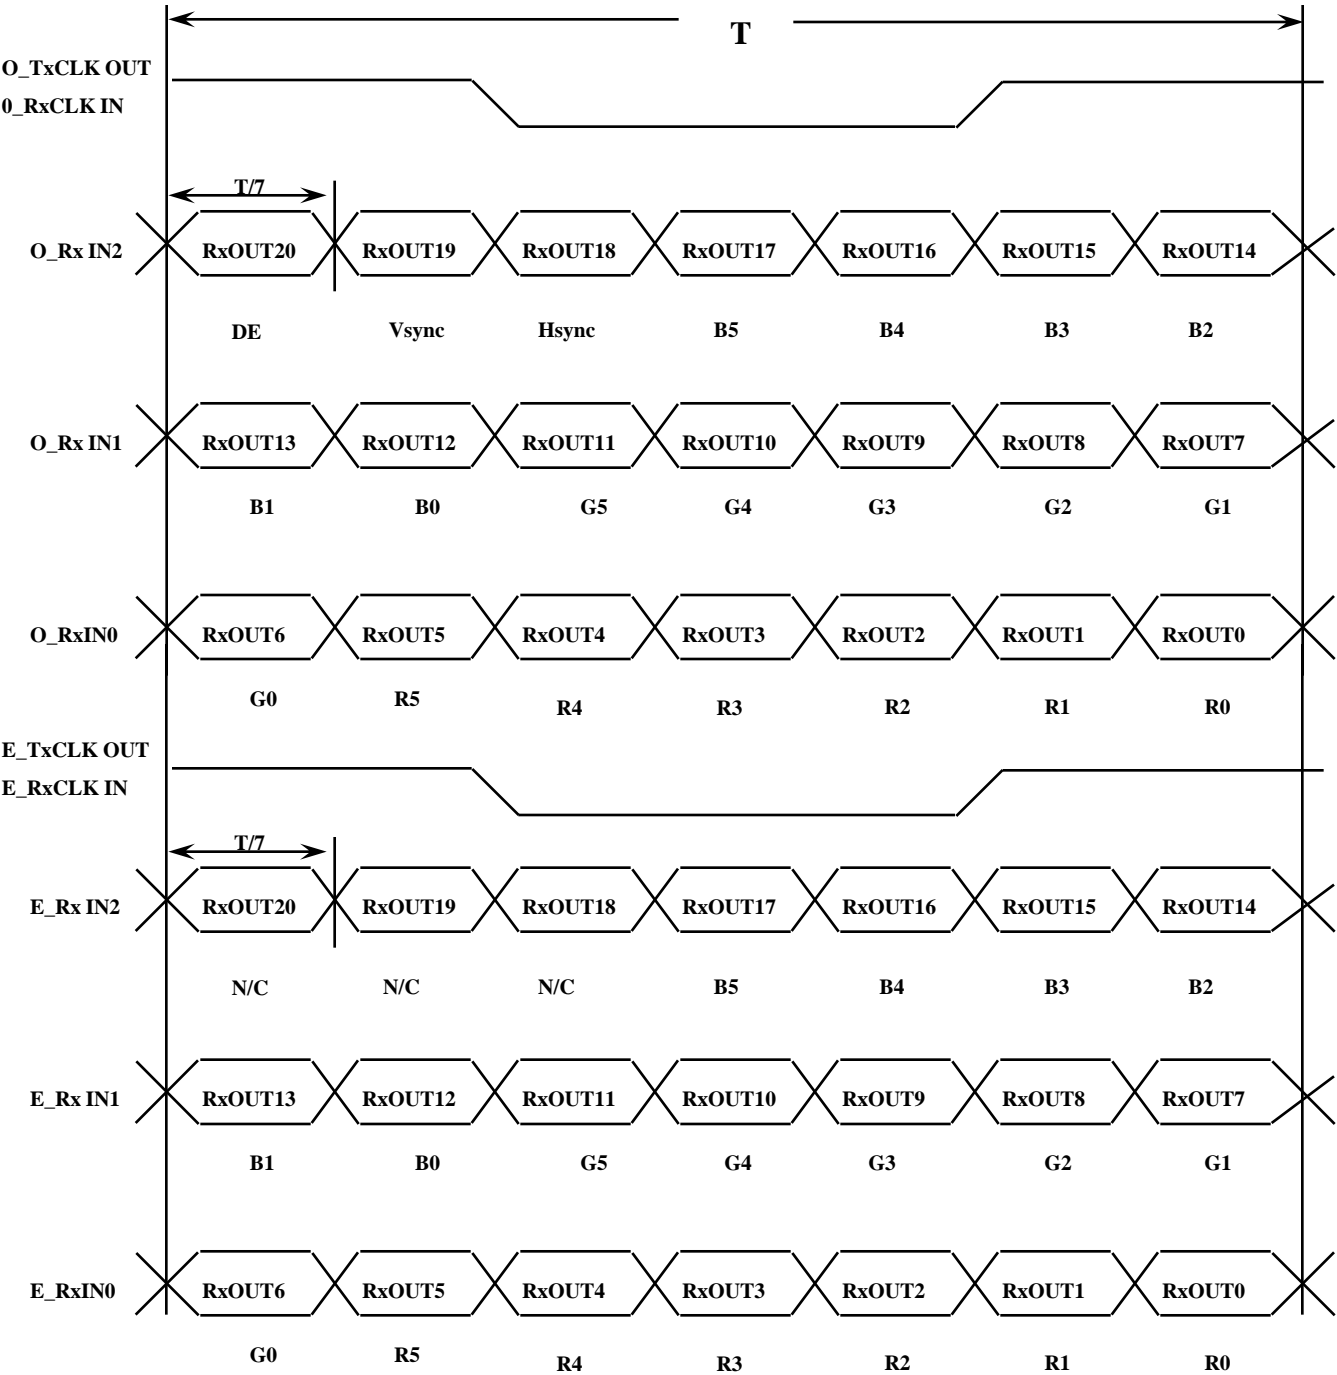 T
O_TxCLK OUT
0_RxCLK IN
T/7
O_Rx IN2 RxOUT20 RxOUT19 RxOUT18 RxOUT17 RxOUT16 RxOUT15 RxOUT14
DE Vsync Hsync B5 B4 B3 B2
O_Rx IN1 RxOUT13 RxOUT12 RxOUT11 RxOUT10 RxOUT9 RxOUT8 RxOUT7
B1 B0 G5 G4 G3 G2 G1
O_RxIN0 RxOUT6 RxOUT5 RxOUT4 RxOUT3 RxOUT2 RxOUT1 RxOUT0
G0 R5 R4 R3 R2 R1 R0
E_TxCLK OUT
E_RxCLK IN
T/7
E_Rx IN2 RxOUT20 RxOUT19 RxOUT18 RxOUT17 RxOUT16 RxOUT15 RxOUT14
N/C N/C N/C B5 B4 B3 B2
E_Rx IN1 RxOUT13 RxOUT12 RxOUT11 RxOUT10 RxOUT9 RxOUT8 RxOUT7
B1 B0 G5 G4 G3 G2 G1
E_RxIN0 RxOUT6 RxOUT5 RxOUT4 RxOUT3 RxOUT2 RxOUT1 RxOUT0
G0 R5 R4 R3 R2 R1 R0